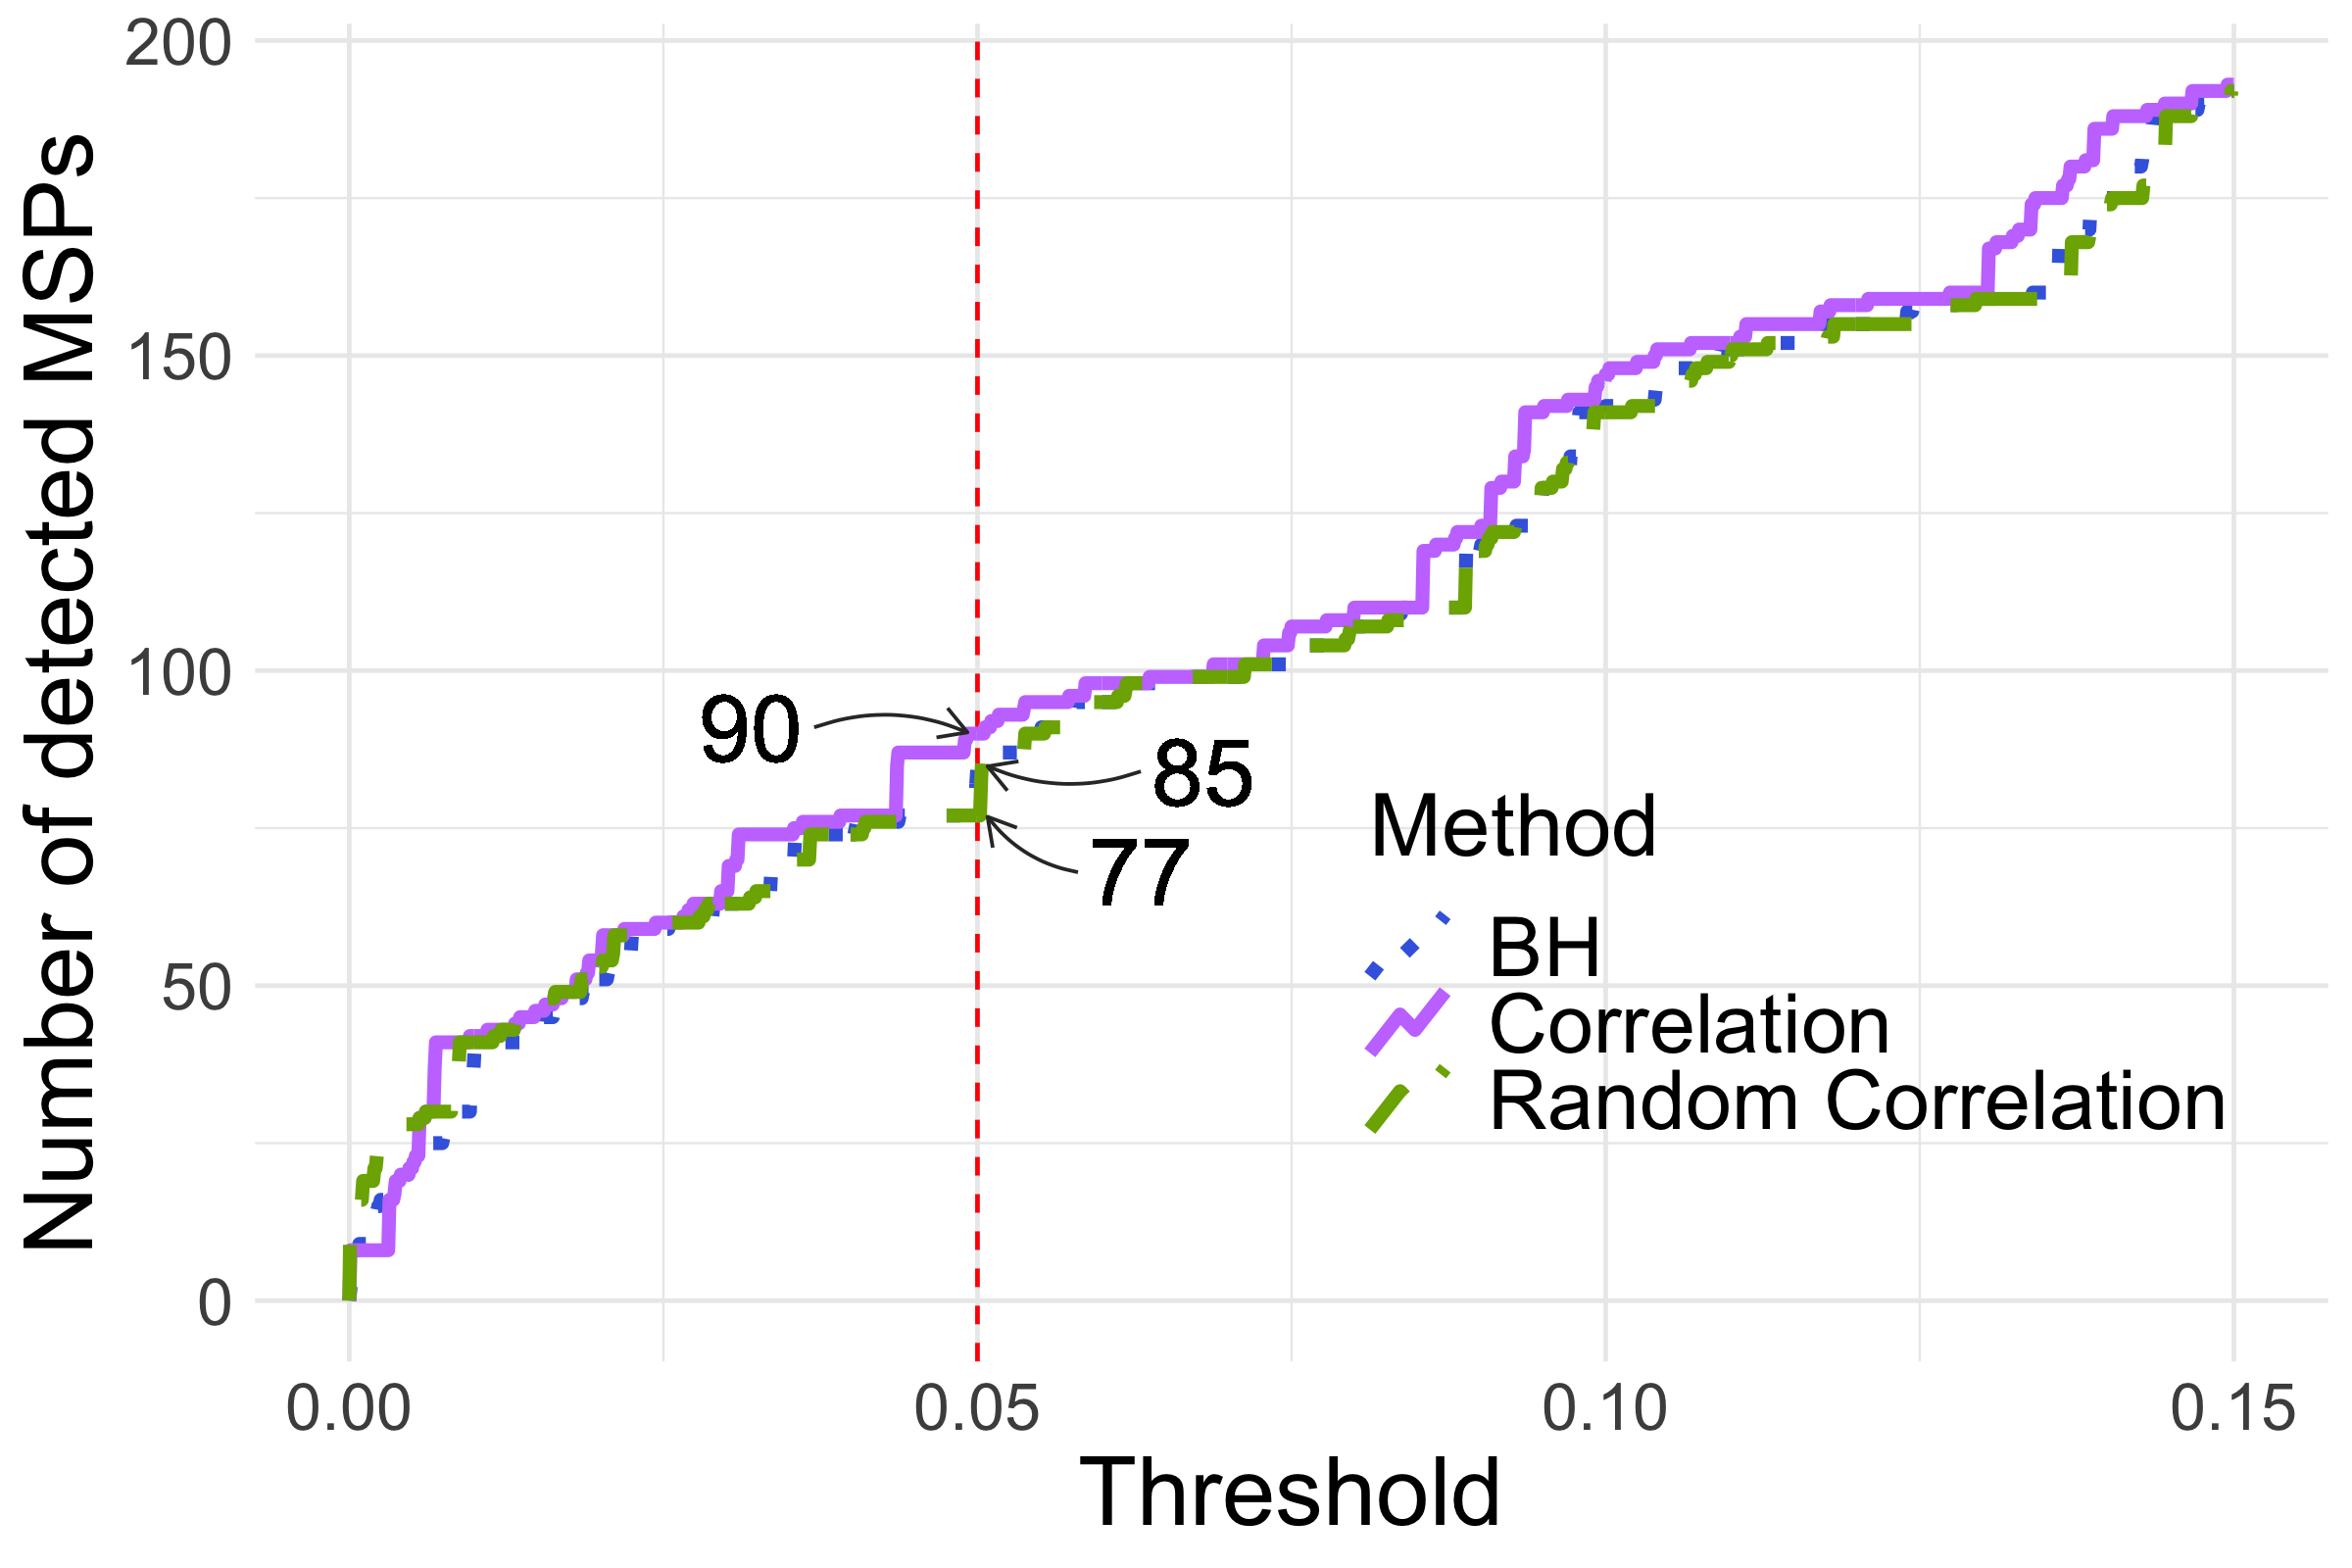 Number of detected MSPs
200
150
100
50
0
90
85
77
Method
BH
Correlation
Random Correlation
0.00
0.05
0.10
0.15
Threshold